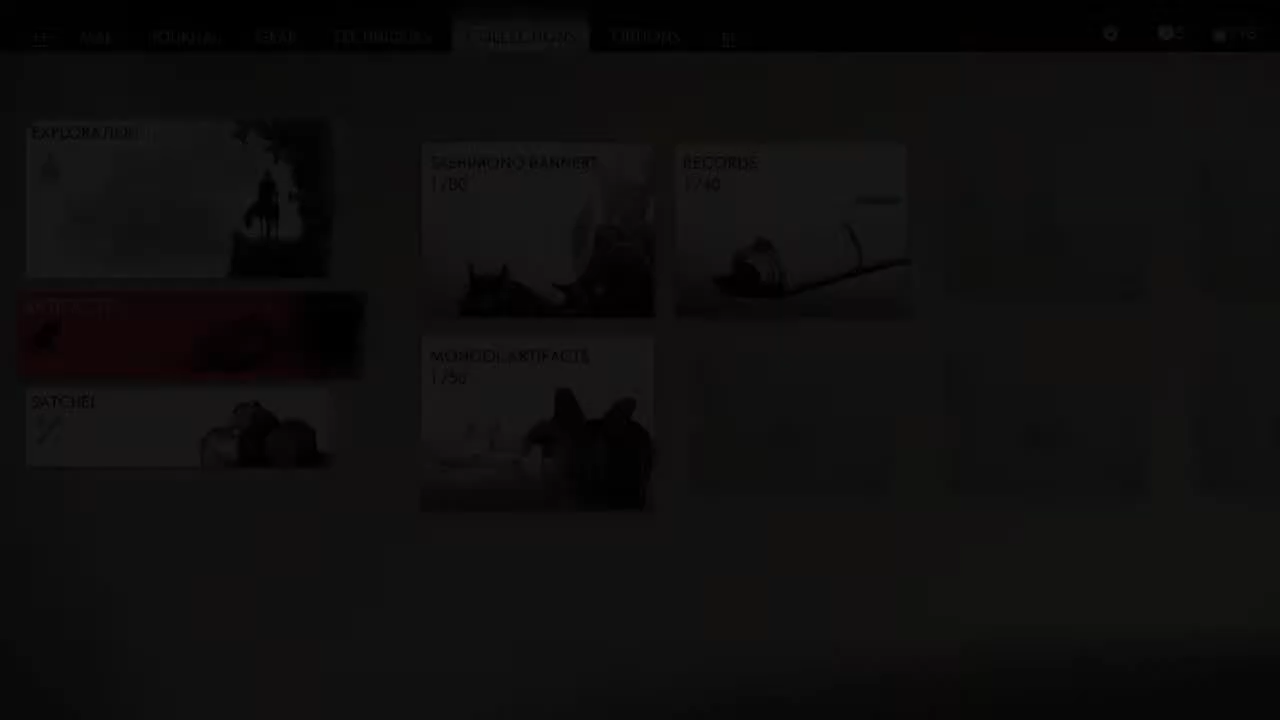 MAP
JOURNAL
GEAR
TECHNIQUES
COLLECTIONS
OPTIONS
EXPLORATION
ARTIFACTS
SATCHEL
SASHIMONO BANNERS
1/80
RECORDS
1/40
MONGOL ARTIFACTS
1/50